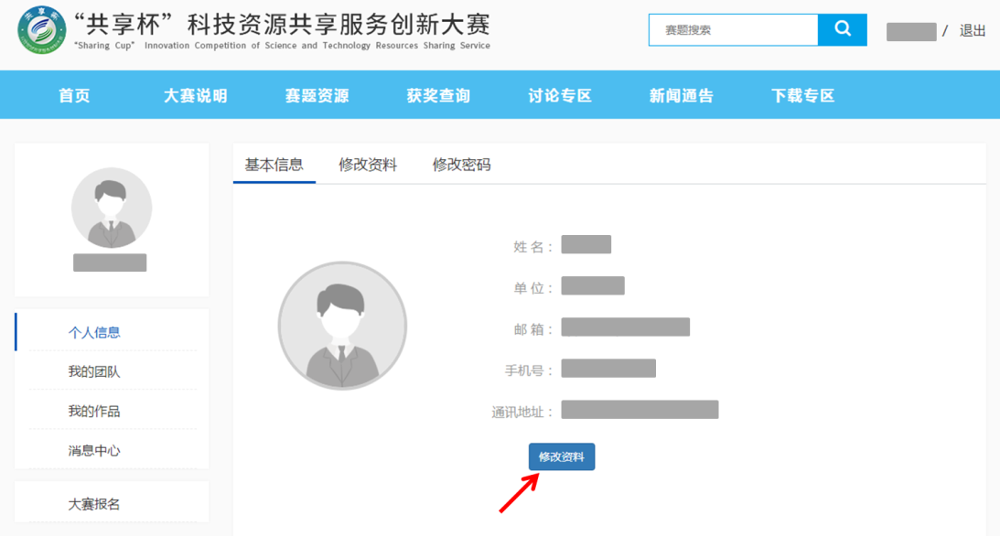 “共享杯”科技资源共享服务创新大赛
"Sharing Cup" Innovation Competition of Science and Technology Resources Sharing Service
赛题搜索
/ 退出
首页 大赛说明 赛题资源 获奖查询 讨论专区 新闻通告 下载专区
基本信息 修改资料 修改密码
姓 名：
单 位：
邮 箱：
手机号：
通讯地址：
修改资料
个人信息
我的团队
我的作品
消息中心
大赛报名